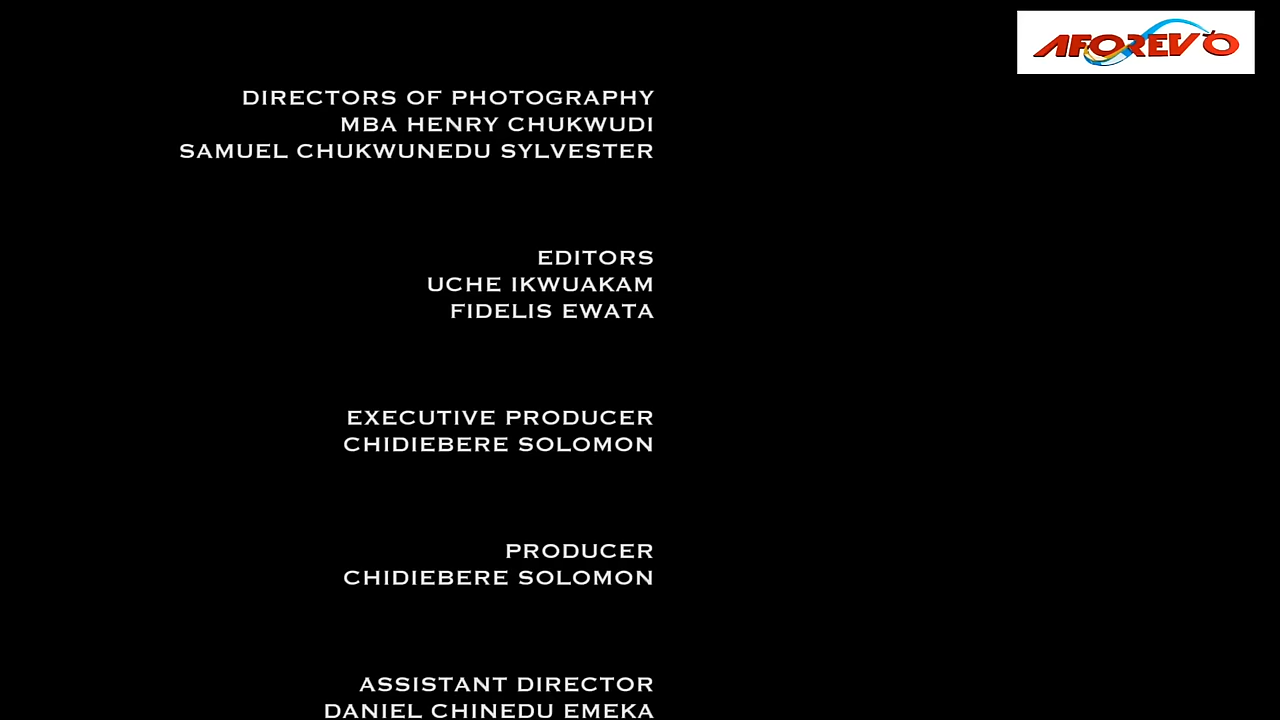 AFOREVO
DIRECTORS OF PHOTOGRAPHY
MBA HENRY CHUKWUDI
SAMUEL CHUKWUNEDU SYLVESTER
EDITORS
UCHE IKWUAKAM
FIDELIS EWATA
EXECUTIVE PRODUCER
CHIDIEBERE SOLOMON
PRODUCER
CHIDIEBERE SOLOMON
ASSISTANT DIRECTOR
DANIEL CHINEDU EMEKA